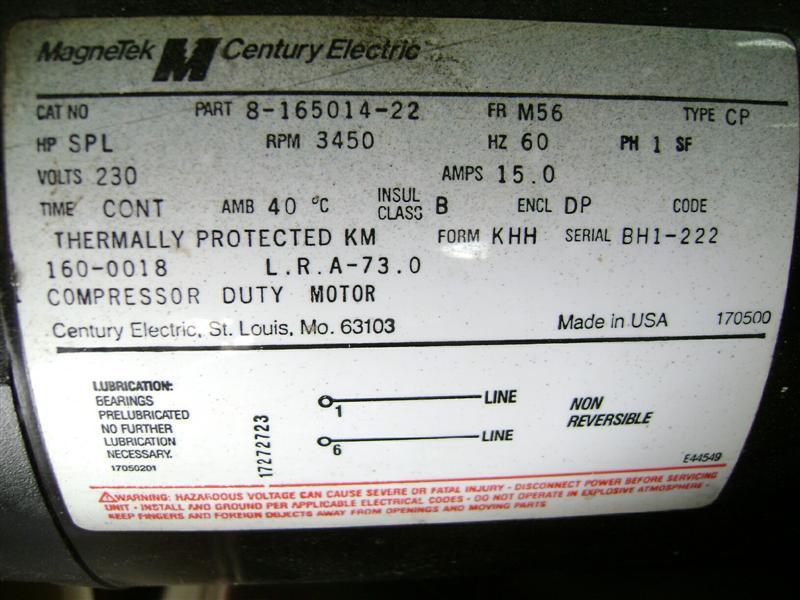 MagneTek M Century Electric
CAT NO PART 8-165014-22 FR M56 TYPE CP
HP SPL RPM 3450 HZ 60 PH 1 SF
VOLTS 230 AMPS 15.0
TIME CONT AMB 40 °C INSUL CLASS B ENCL DP CODE
THERMALLY PROTECTED KM FORM KHH SERIAL BH1-222
160-0018 L.R.A-73.0
COMPRESSOR DUTY MOTOR
Century Electric, St. Louis, Mo. 63103 Made in USA 170500
LUBRICATION:
BEARINGS
PRELUBRICATED
NO FURTHER
LUBRICATION
NECESSARY.
17050201
17272723
1 LINE
6 LINE
NON
REVERSIBLE
E44549
WARNING: HAZARDOUS VOLTAGE CAN CAUSE SEVERE OR FATAL INJURY - DISCONNECT POWER BEFORE SERVICING
UNIT - INSTALL AND GROUND PER APPLICABLE ELECTRICAL CODES - DO NOT OPERATE IN EXPLOSIVE ATMOSPHERE -
KEEP FINGERS AND FOREIGN OBJECTS AWAY FROM OPENINGS AND MOVING PARTS